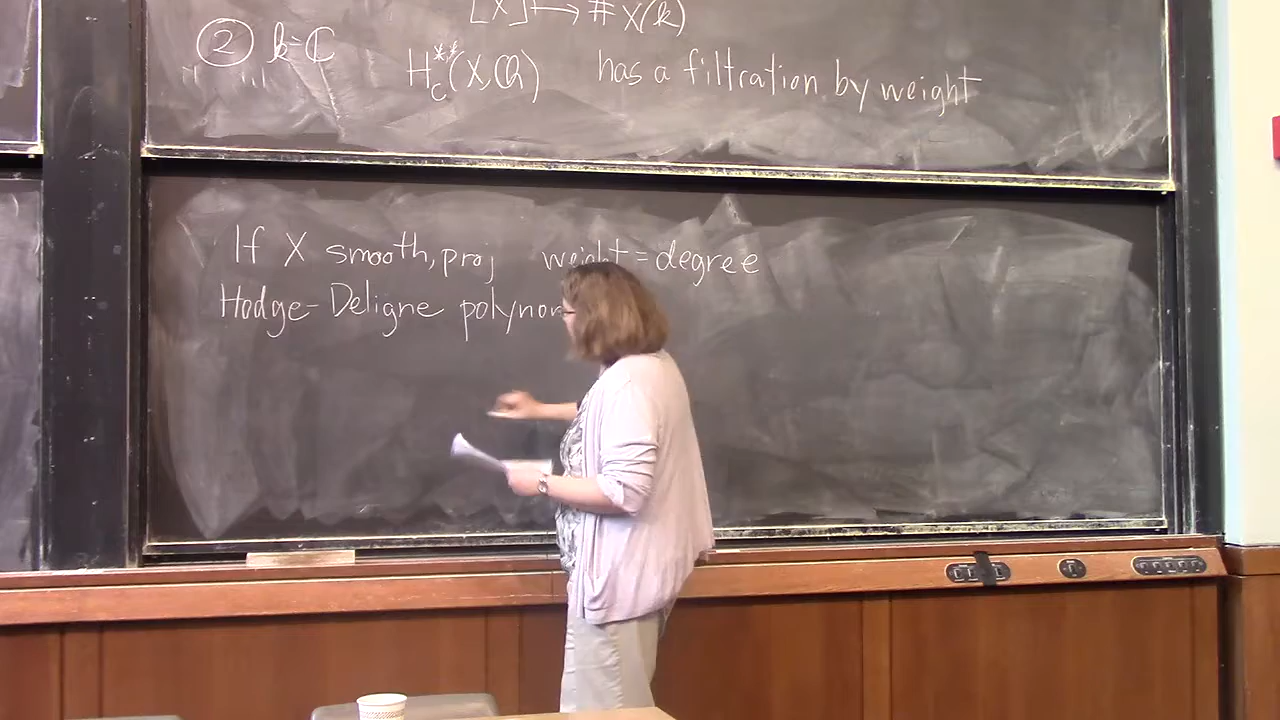 [X] ⟼ # X(k)
② k=ℂ
H_c^{**}(X,ℚ) has a filtration by weight
If X smooth, proj weight = degree
Hodge-Deligne polynom